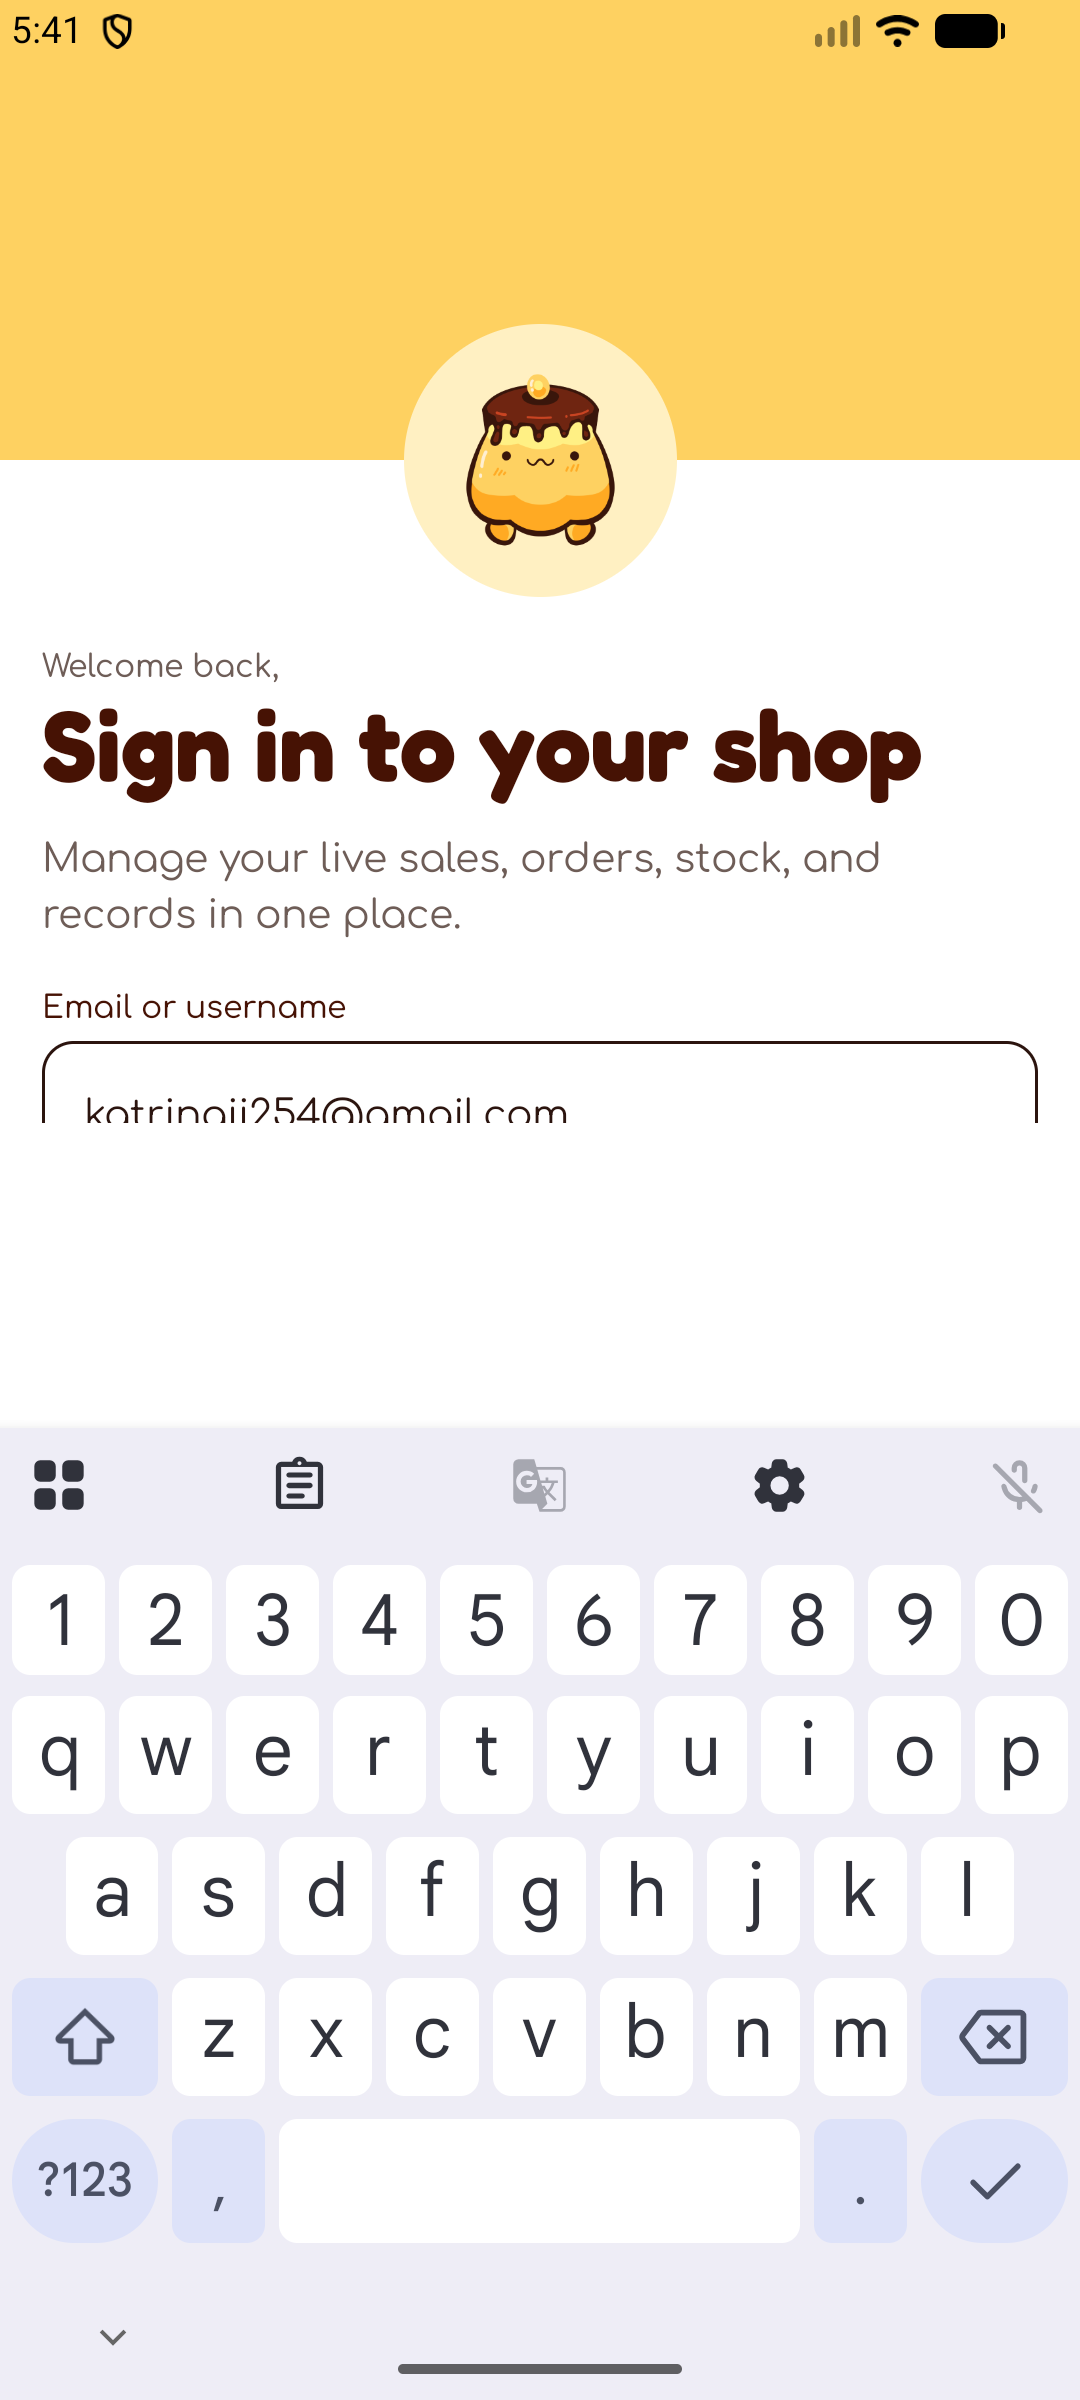 5:41
Welcome back,
Sign in to your shop
Manage your live sales, orders, stock, and
records in one place.
Email or username
1 2 3 4 5 6 7 8 9 0
q w e r t y u i o p
a s d f g h j k l
z x c v b n m
?123 , .